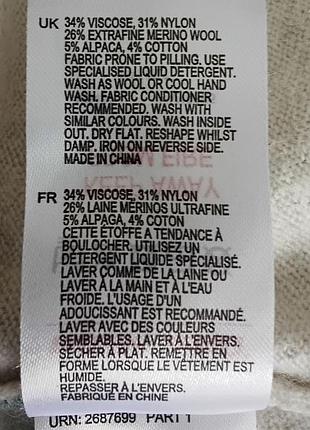 UK 34% VISCOSE, 31% NYLON
26% EXTRAFINE MERINO WOOL
5% ALPACA, 4% COTTON
FABRIC PRONE TO PILLING. USE
SPECIALISED LIQUID DETERGENT.
WASH AS WOOL OR COOL HAND
WASH. FABRIC CONDITIONER
RECOMMENDED. WASH WITH
SIMILAR COLOURS. WASH INSIDE
OUT. DRY FLAT. RESHAPE WHILST
DAMP. IRON ON REVERSE SIDE.
MADE IN CHINA
FR 34% VISCOSE, 31% NYLON
26% LAINE MÉRINOS ULTRAFINE
5% ALPACA, 4% COTTON
CETTE ÉTOFFE A TENDANCE À
BOULOCHER. UTILISEZ UN
DÉTERGENT LIQUIDE SPÉCIALISÉ.
LAVER COMME DE LA LAINE OU
LAVER À LA MAIN ET À L'EAU
FROIDE. L'USAGE D'UN
ADOUCISSANT EST RECOMMANDÉ.
LAVER AVEC DES COULEURS
SEMBLABLES. LAVER À L'ENVERS.
SÉCHER À PLAT. REMETTRE EN
FORME LORSQUE LE VÊTEMENT EST
HUMIDE.
REPASSER À L'ENVERS.
FABRIQUÉ EN CHINE
URN: 2687699 PART 1
KEEP AWAY